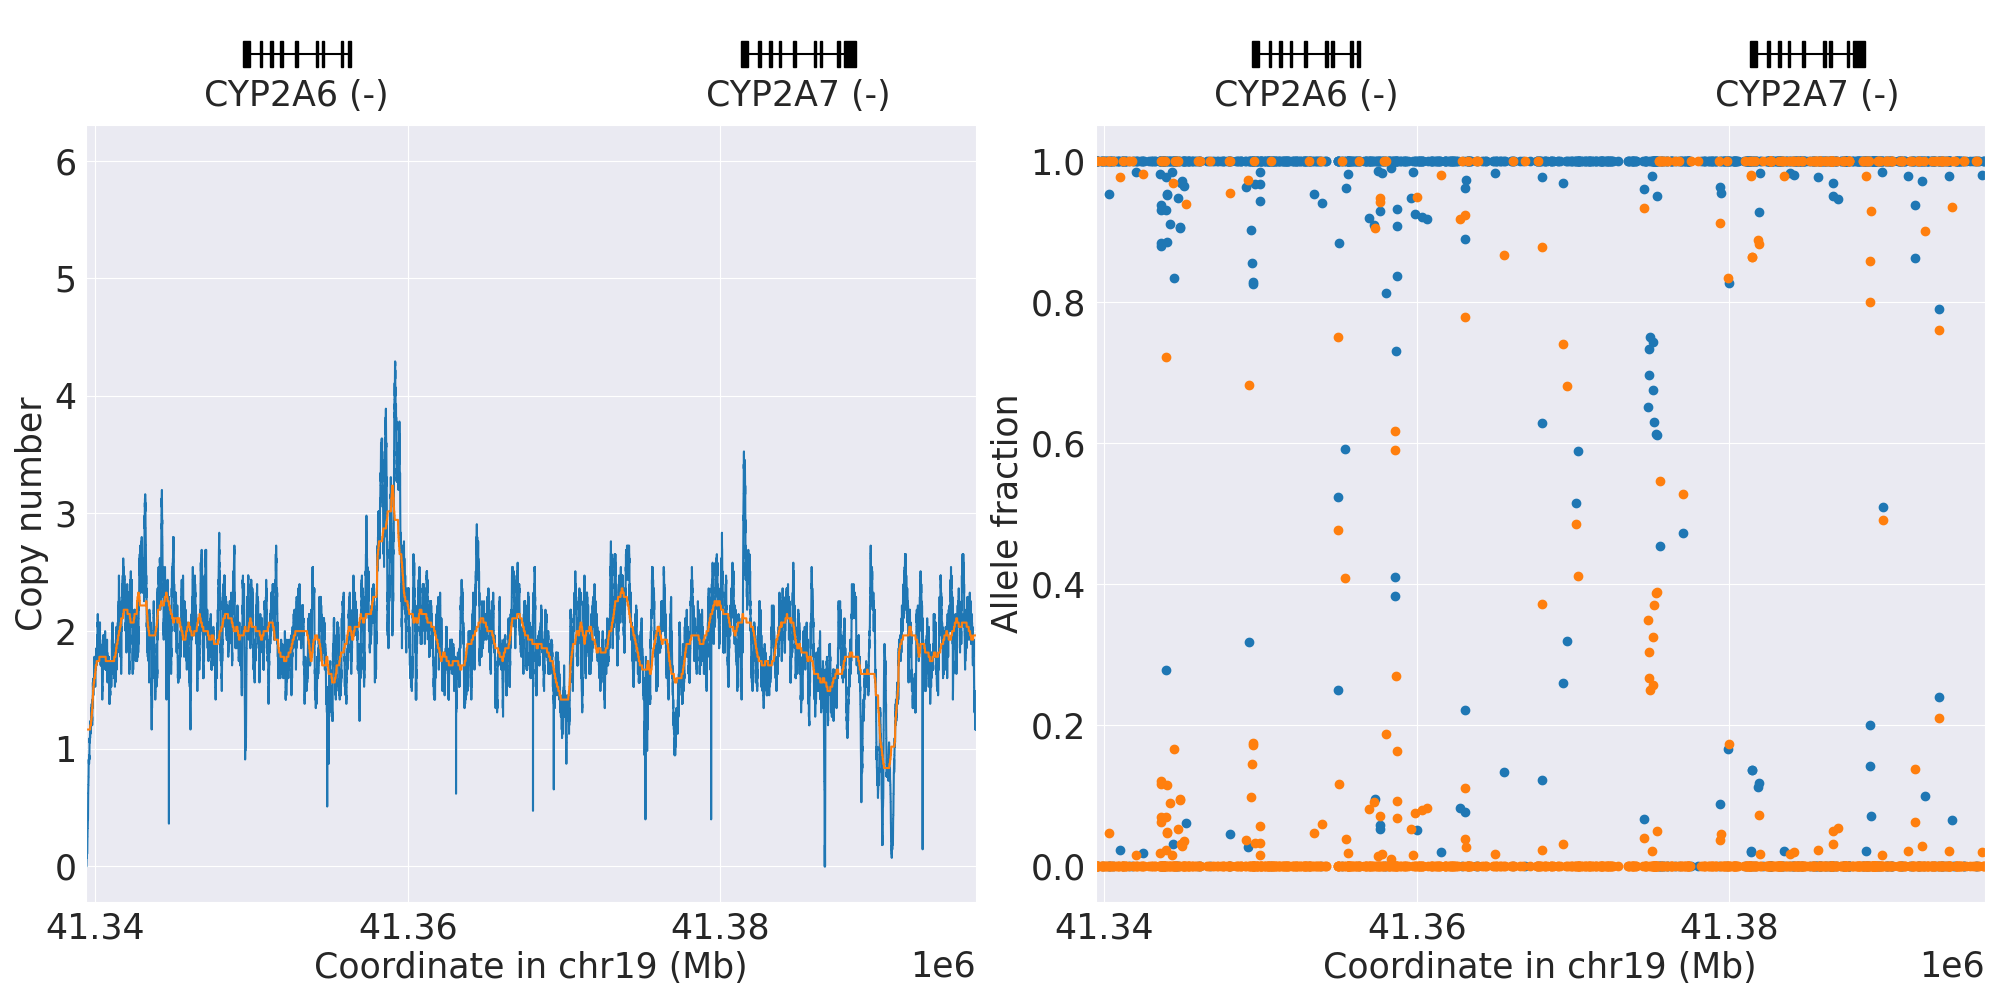 CYP2A6 (-)
CYP2A7 (-)
6
5
4
3
2
1
0
Copy number
41.34
41.36
41.38
Coordinate in chr19 (Mb)
1e6
CYP2A6 (-)
CYP2A7 (-)
1.0
0.8
0.6
0.4
0.2
0.0
Allele fraction
41.34
41.36
41.38
Coordinate in chr19 (Mb)
1e6